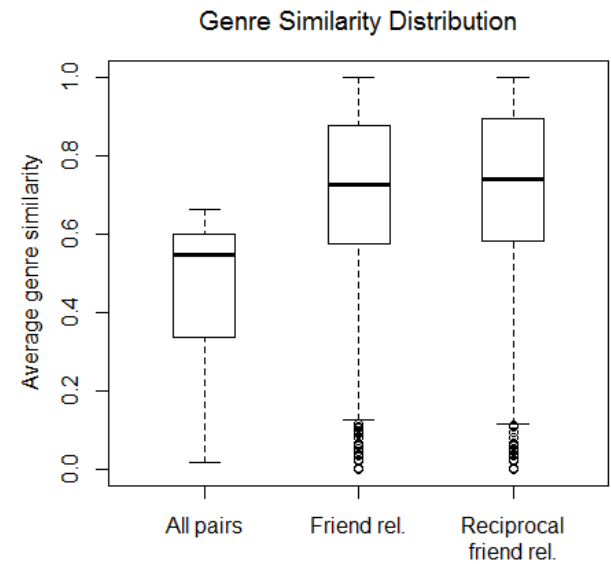 Genre Similarity Distribution
Average genre similarity
1.0
0.8
0.6
0.4
0.2
0.0
All pairs
Friend rel.
Reciprocal
friend rel.